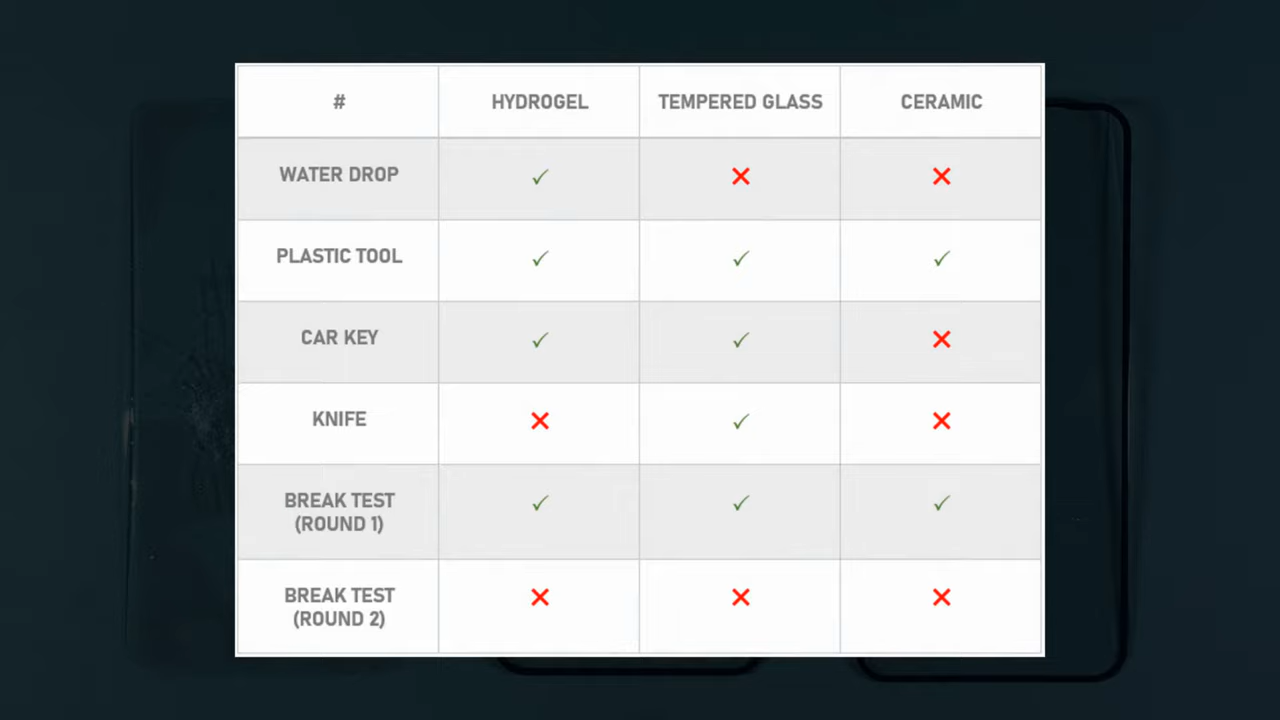 # HYDROGEL TEMPERED GLASS CERAMIC
WATER DROP ✓ ✕ ✕
PLASTIC TOOL ✓ ✓ ✓
CAR KEY ✓ ✓ ✕
KNIFE ✕ ✓ ✕
BREAK TEST ✓ ✓ ✓
(ROUND 1)
BREAK TEST ✕ ✕ ✕
(ROUND 2)